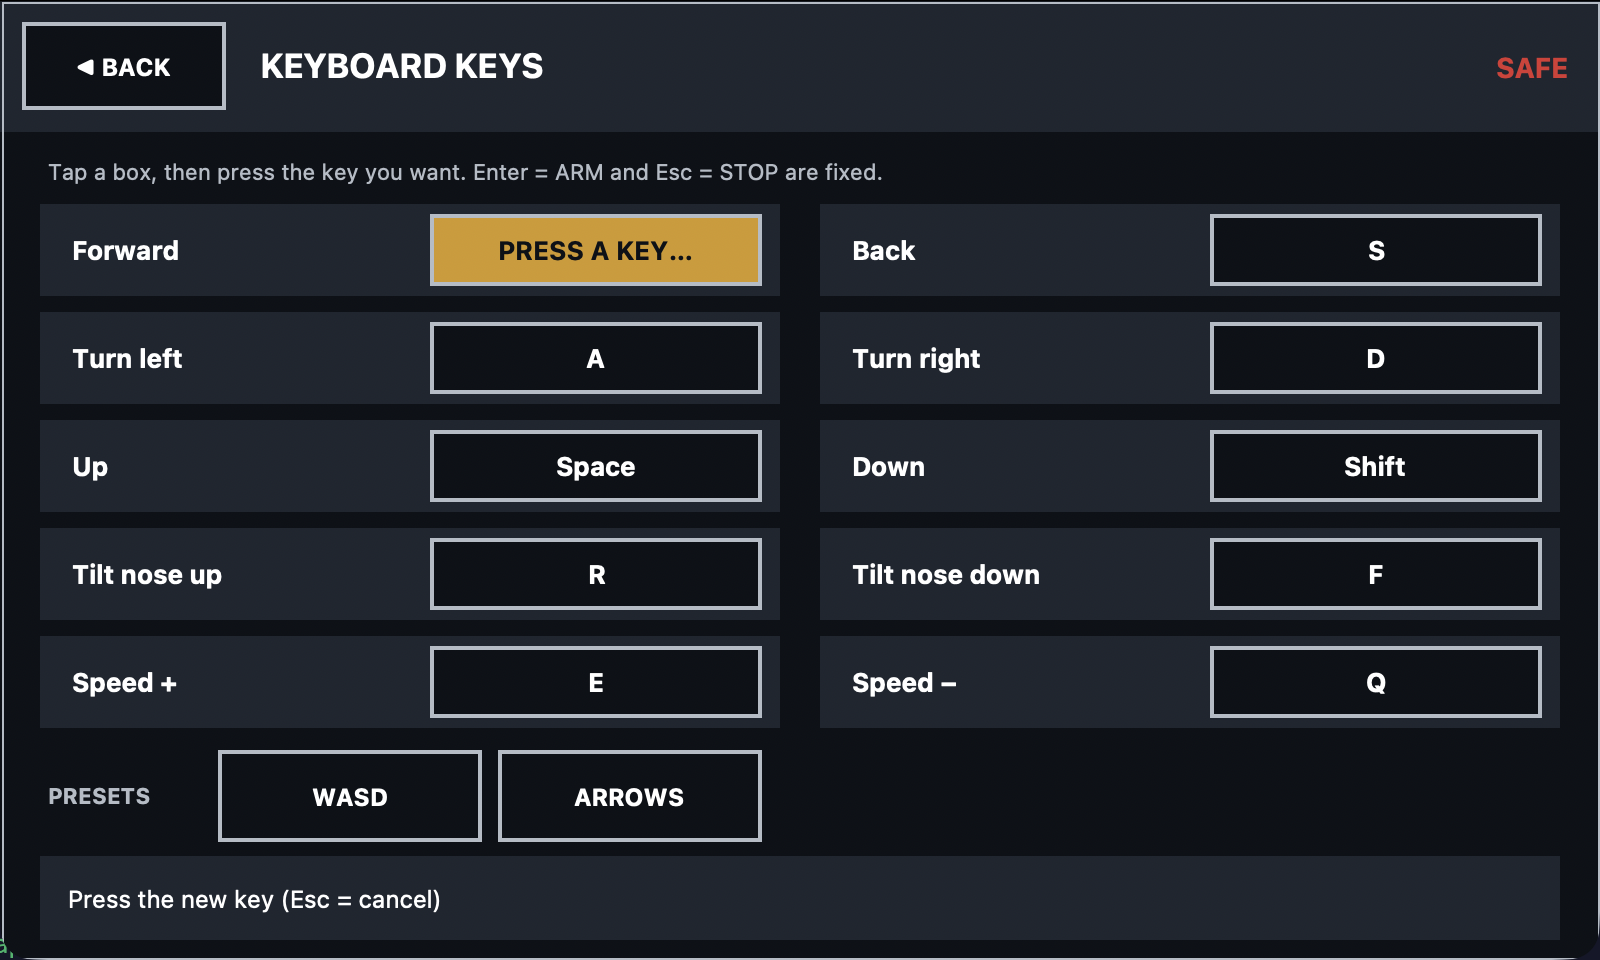 ◀ BACK
KEYBOARD KEYS
SAFE
Tap a box, then press the key you want. Enter = ARM and Esc = STOP are fixed.
Forward
PRESS A KEY...
Back
S
Turn left
A
Turn right
D
Up
Space
Down
Shift
Tilt nose up
R
Tilt nose down
F
Speed +
E
Speed –
Q
PRESETS
WASD
ARROWS
Press the new key (Esc = cancel)